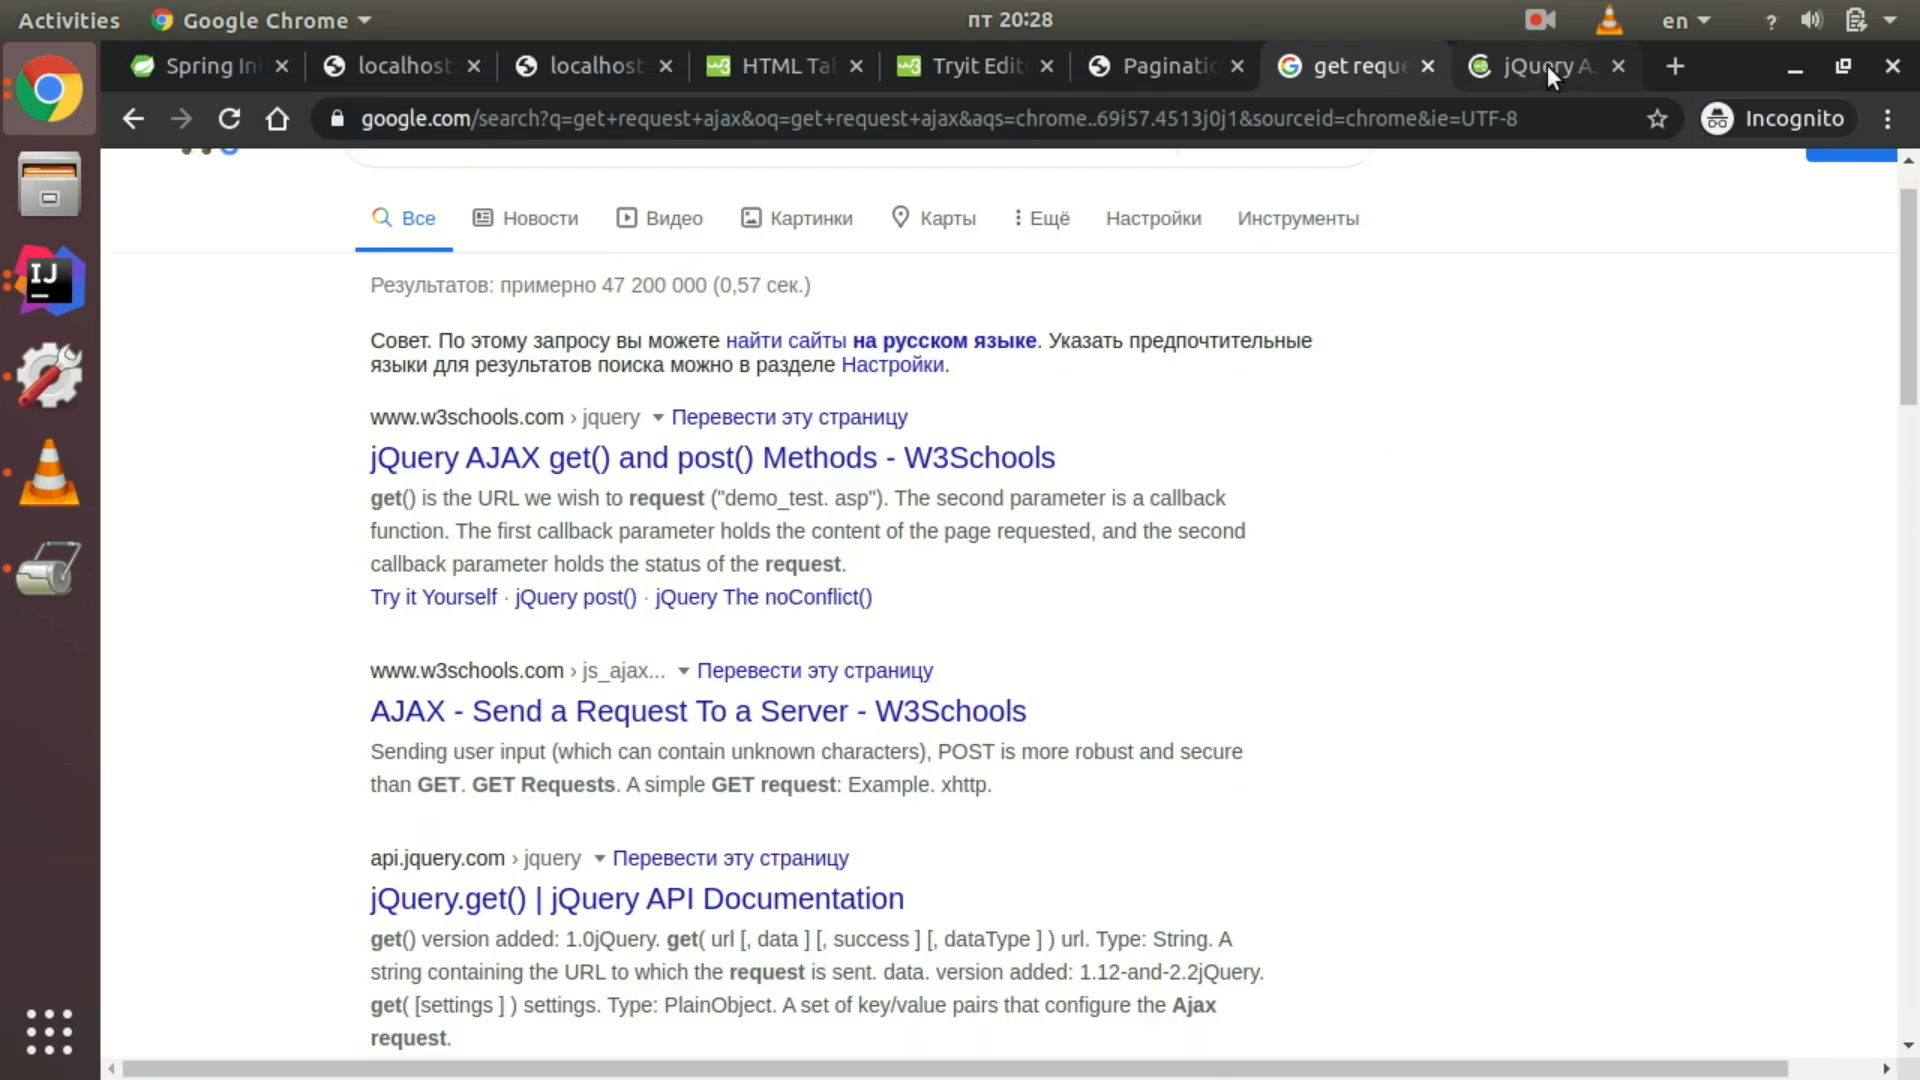 Activities Google Chrome пт 20:28 en ?
Spring Ini localhost localhost HTML Tab Tryit Edit Paginatio get reque jQuery A
google.com/search?q=get+request+ajax&oq=get+request+ajax&aqs=chrome..69i57.4513j0j1&sourceid=chrome&ie=UTF-8 Incognito
IJ
Все Новости Видео Картинки Карты Ещё Настройки Инструменты
Результатов: примерно 47 200 000 (0,57 сек.)
Совет. По этому запросу вы можете найти сайты на русском языке. Указать предпочтительные
языки для результатов поиска можно в разделе Настройки.
www.w3schools.com › jquery Перевести эту страницу
jQuery AJAX get() and post() Methods - W3Schools
get() is the URL we wish to request ("demo_test. asp"). The second parameter is a callback
function. The first callback parameter holds the content of the page requested, and the second
callback parameter holds the status of the request.
Try it Yourself · jQuery post() · jQuery The noConflict()
www.w3schools.com › js_ajax... Перевести эту страницу
AJAX - Send a Request To a Server - W3Schools
Sending user input (which can contain unknown characters), POST is more robust and secure
than GET. GET Requests. A simple GET request: Example. xhttp.
api.jquery.com › jquery Перевести эту страницу
jQuery.get() | jQuery API Documentation
get() version added: 1.0jQuery. get( url [, data ] [, success ] [, dataType ] ) url. Type: String. A
string containing the URL to which the request is sent. data. version added: 1.12-and-2.2jQuery.
get( [settings ] ) settings. Type: PlainObject. A set of key/value pairs that configure the Ajax
request.